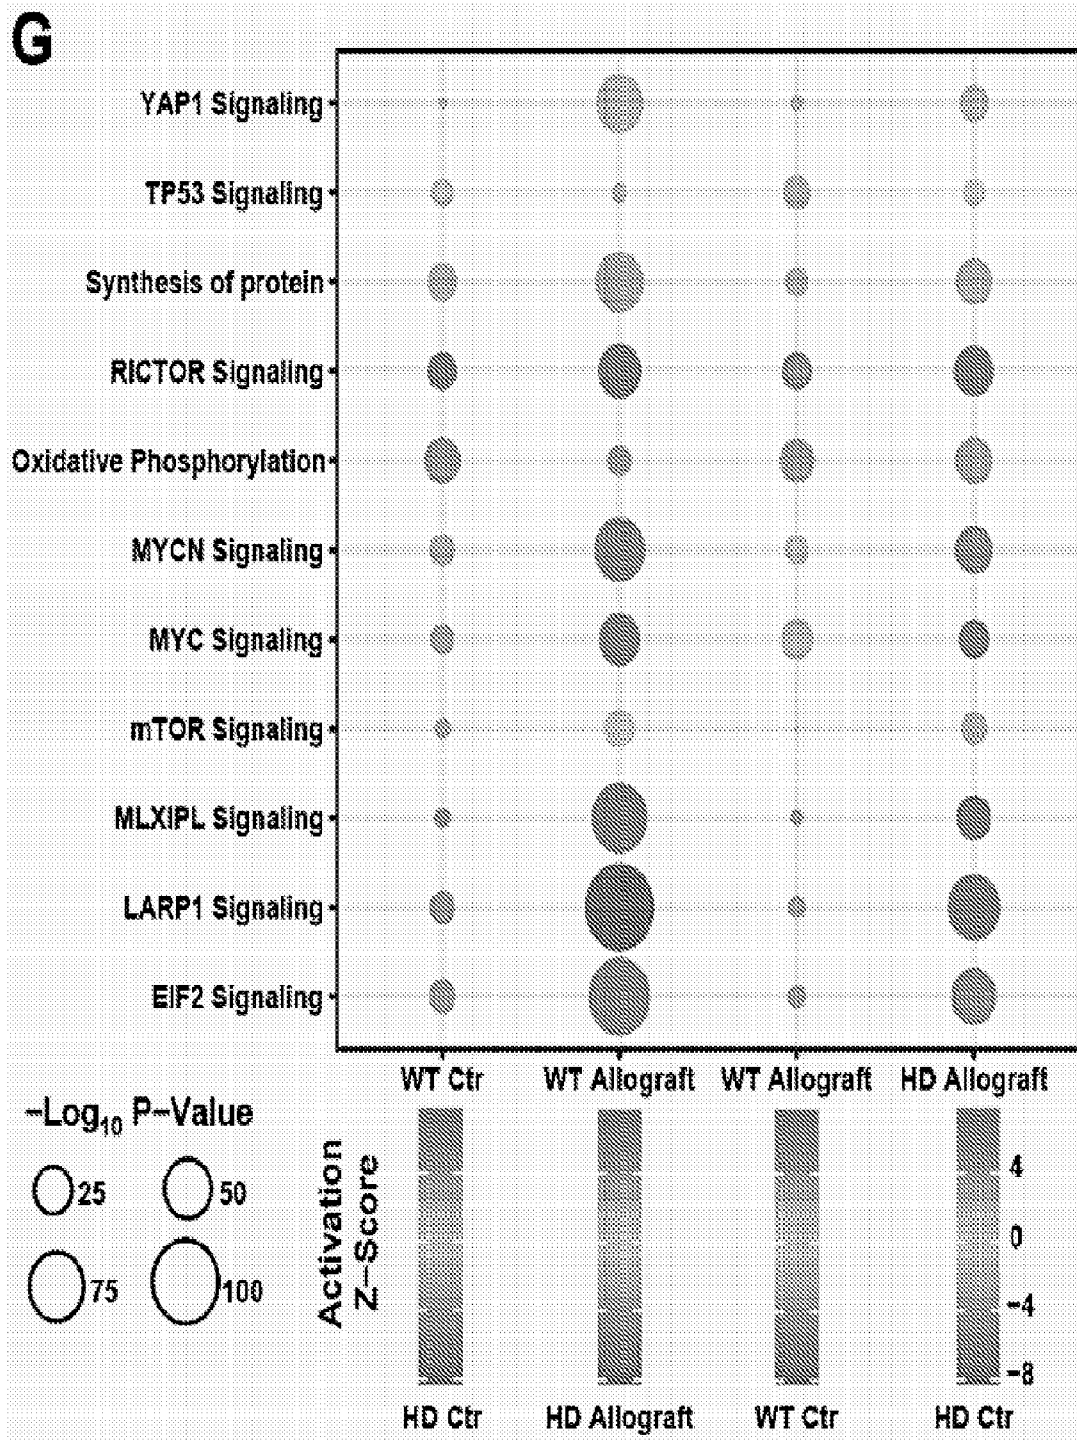 G
YAP1 Signaling
TP53 Signaling
Synthesis of protein
RICTOR Signaling
Oxidative Phosphorylation
MYCN Signaling
MYC Signaling
mTOR Signaling
MLXIPL Signaling
LARP1 Signaling
EIF2 Signaling
WT Ctr WT Allograft WT Allograft HD Allograft
−Log10 P−Value
25 50
75 100
Activation
Z−Score
4
0
−4
−8
HD Ctr HD Allograft WT Ctr HD Ctr